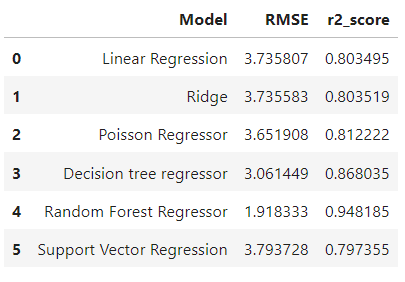 Model RMSE r2_score
0 Linear Regression 3.735807 0.803495
1 Ridge 3.735583 0.803519
2 Poisson Regressor 3.651908 0.812222
3 Decision tree regressor 3.061449 0.868035
4 Random Forest Regressor 1.918333 0.948185
5 Support Vector Regression 3.793728 0.797355